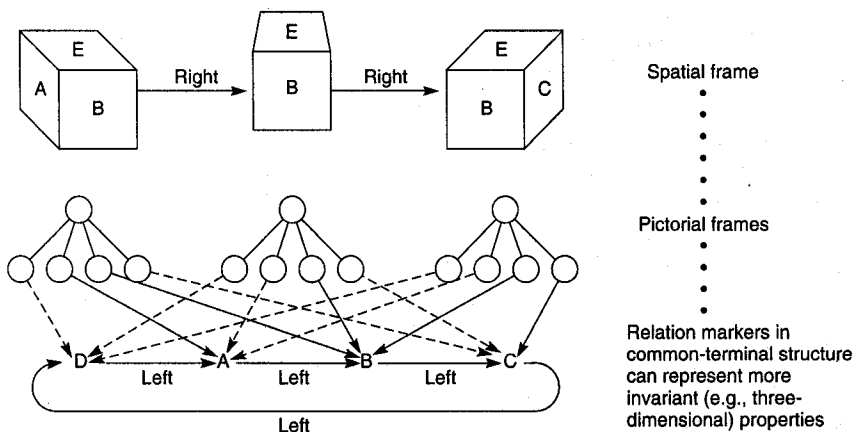 E
A
B
Right
E
B
Right
E
B
C
Spatial frame
Pictorial frames
D
A
B
C
Left
Left
Left
Left
Relation markers in
common-terminal structure
can represent more
invariant (e.g., three-
dimensional) properties